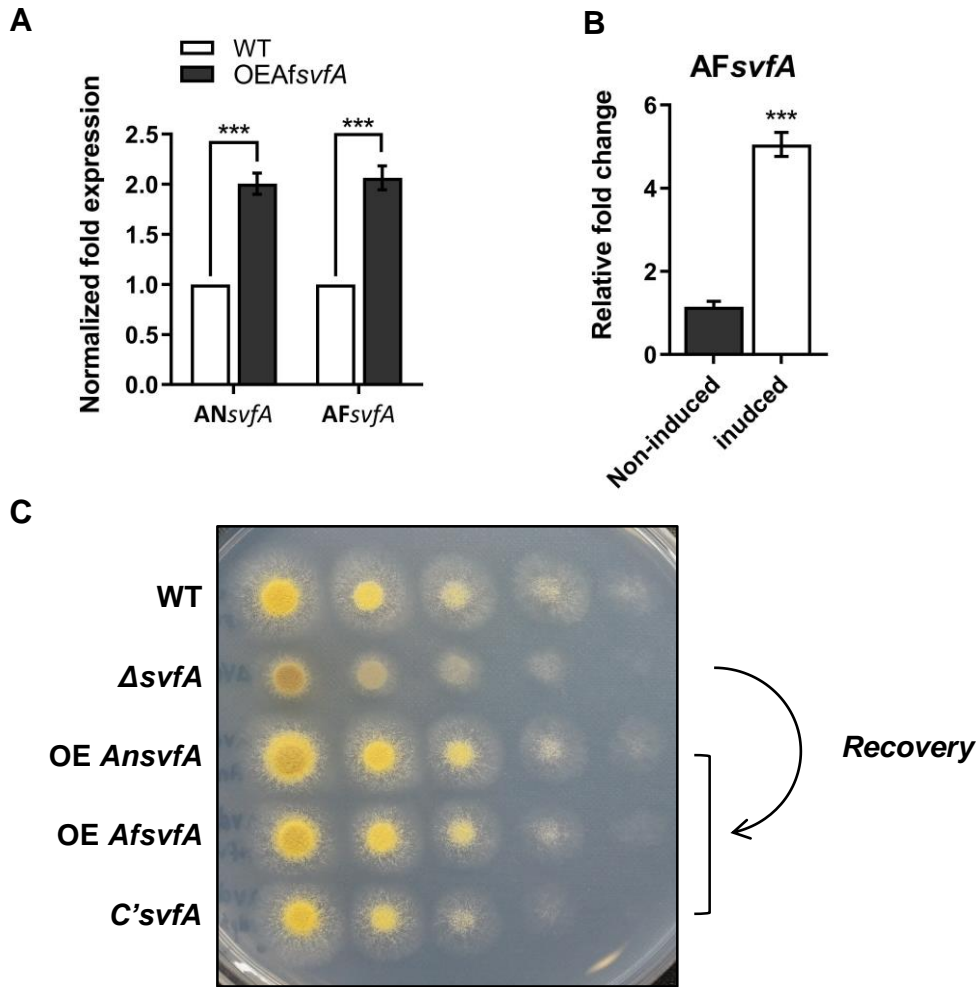 A
WT
OEAfsvfA
Normalized fold expression
2.5
2.0
1.5
1.0
0.5
0.0
***
***
ANsvfA
AFsvfA
B
AFsvfA
Relative fold change
6
4
2
0
***
Non-induced
inudced
C
WT
ΔsvfA
OE AnsvfA
OE AfsvfA
C'svfA
Recovery